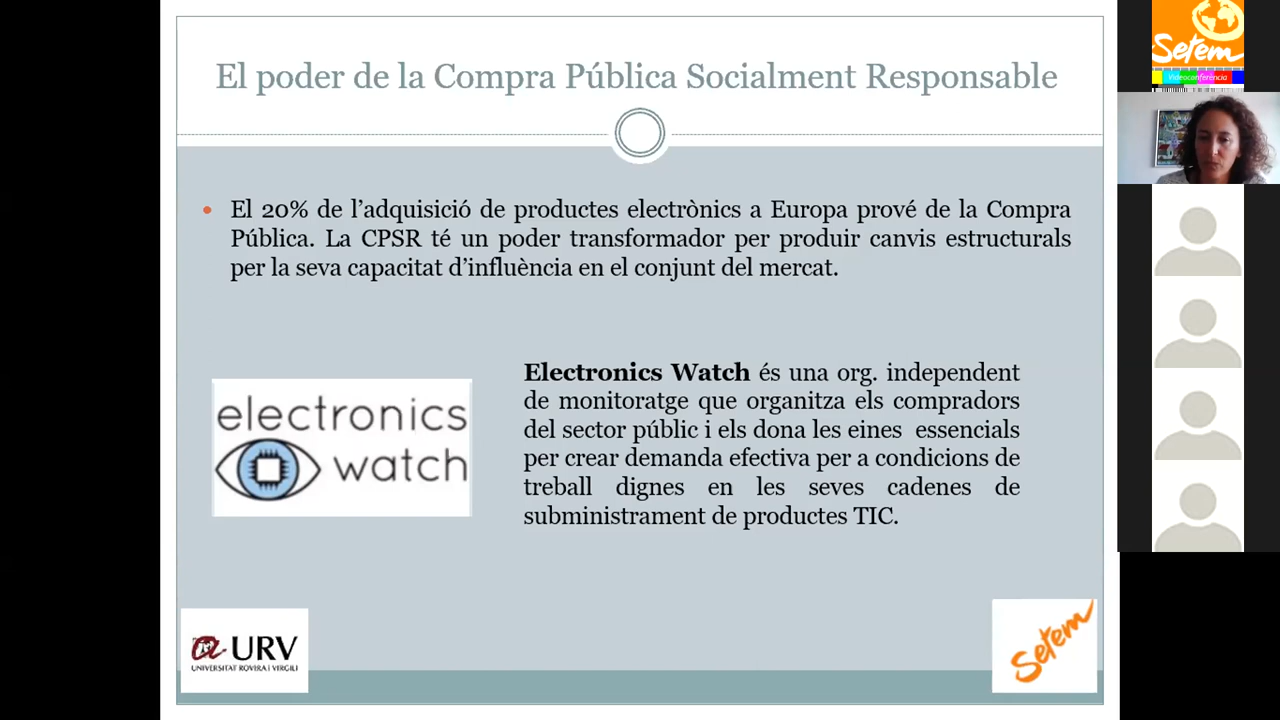 El poder de la Compra Pública Socialment Responsable
El 20% de l'adquisició de productes electrònics a Europa prové de la Compra
Pública. La CPSR té un poder transformador per produir canvis estructurals
per la seva capacitat d'influència en el conjunt del mercat.
electronics
watch
Electronics Watch és una org. independent
de monitoratge que organitza els compradors
del sector públic i els dona les eines essencials
per crear demanda efectiva per a condicions de
treball dignes en les seves cadenes de
subministrament de productes TIC.
URV
UNIVERSITAT ROVIRA I VIRGILI
Setem
Setem
Videoconferència